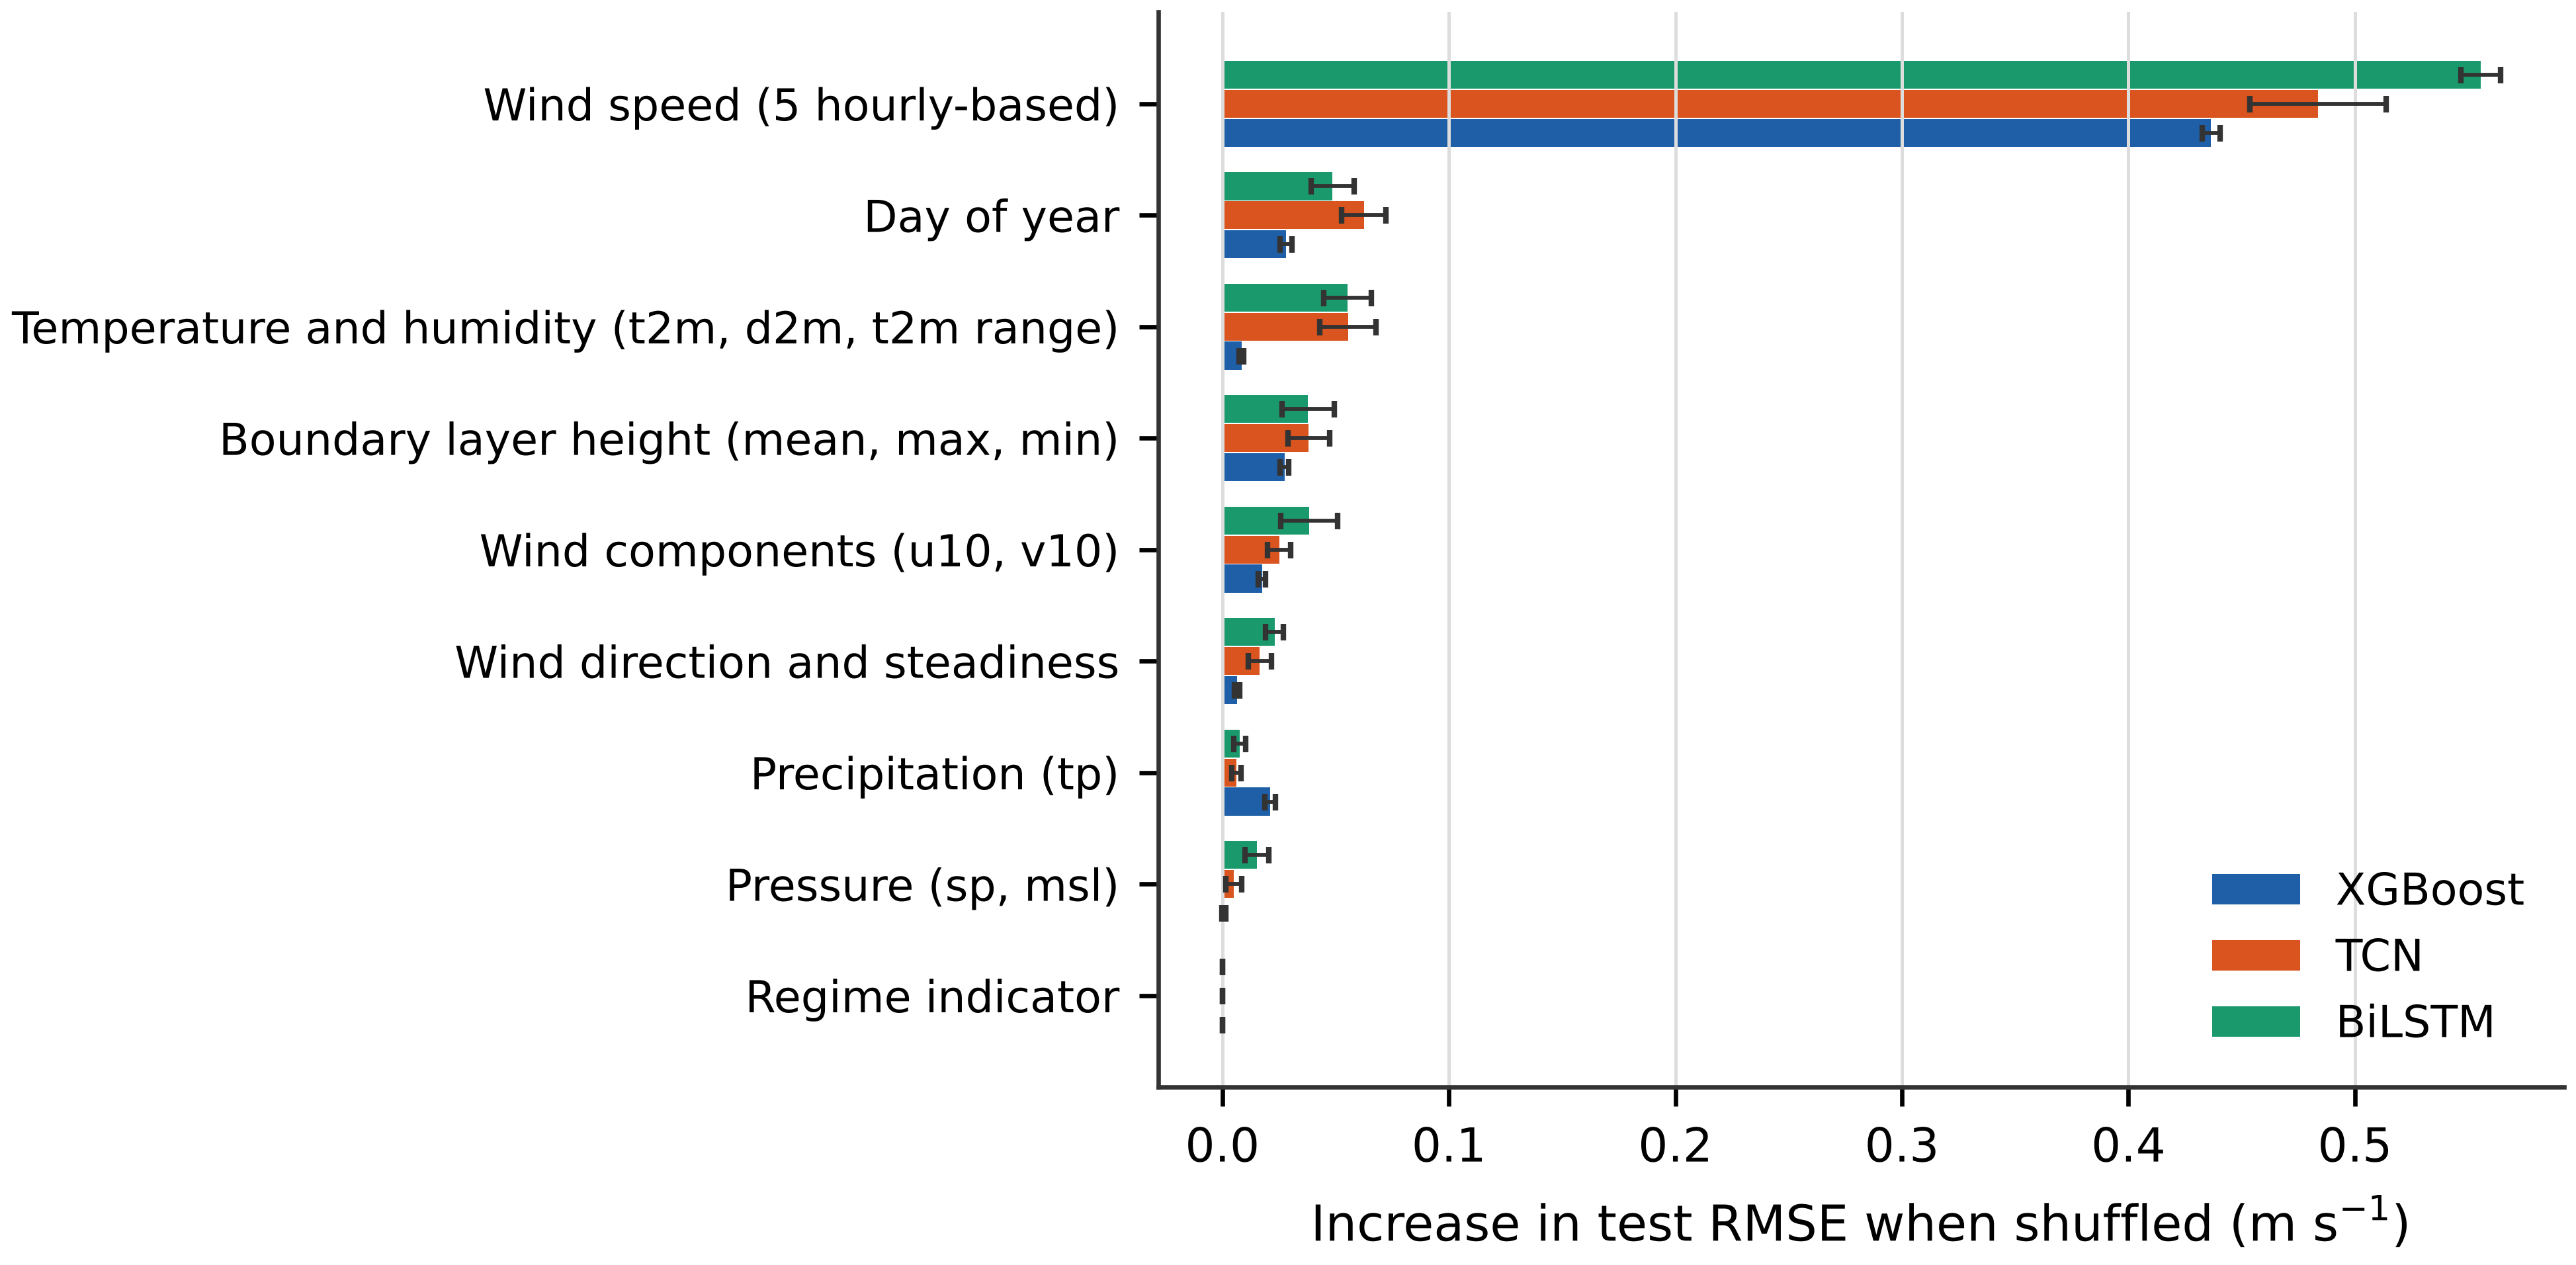 Wind speed (5 hourly-based)
Day of year
Temperature and humidity (t2m, d2m, t2m range)
Boundary layer height (mean, max, min)
Wind components (u10, v10)
Wind direction and steadiness
Precipitation (tp)
Pressure (sp, msl)
Regime indicator
XGBoost
TCN
BiLSTM
0.0 0.1 0.2 0.3 0.4 0.5
Increase in test RMSE when shuffled (m s⁻¹)